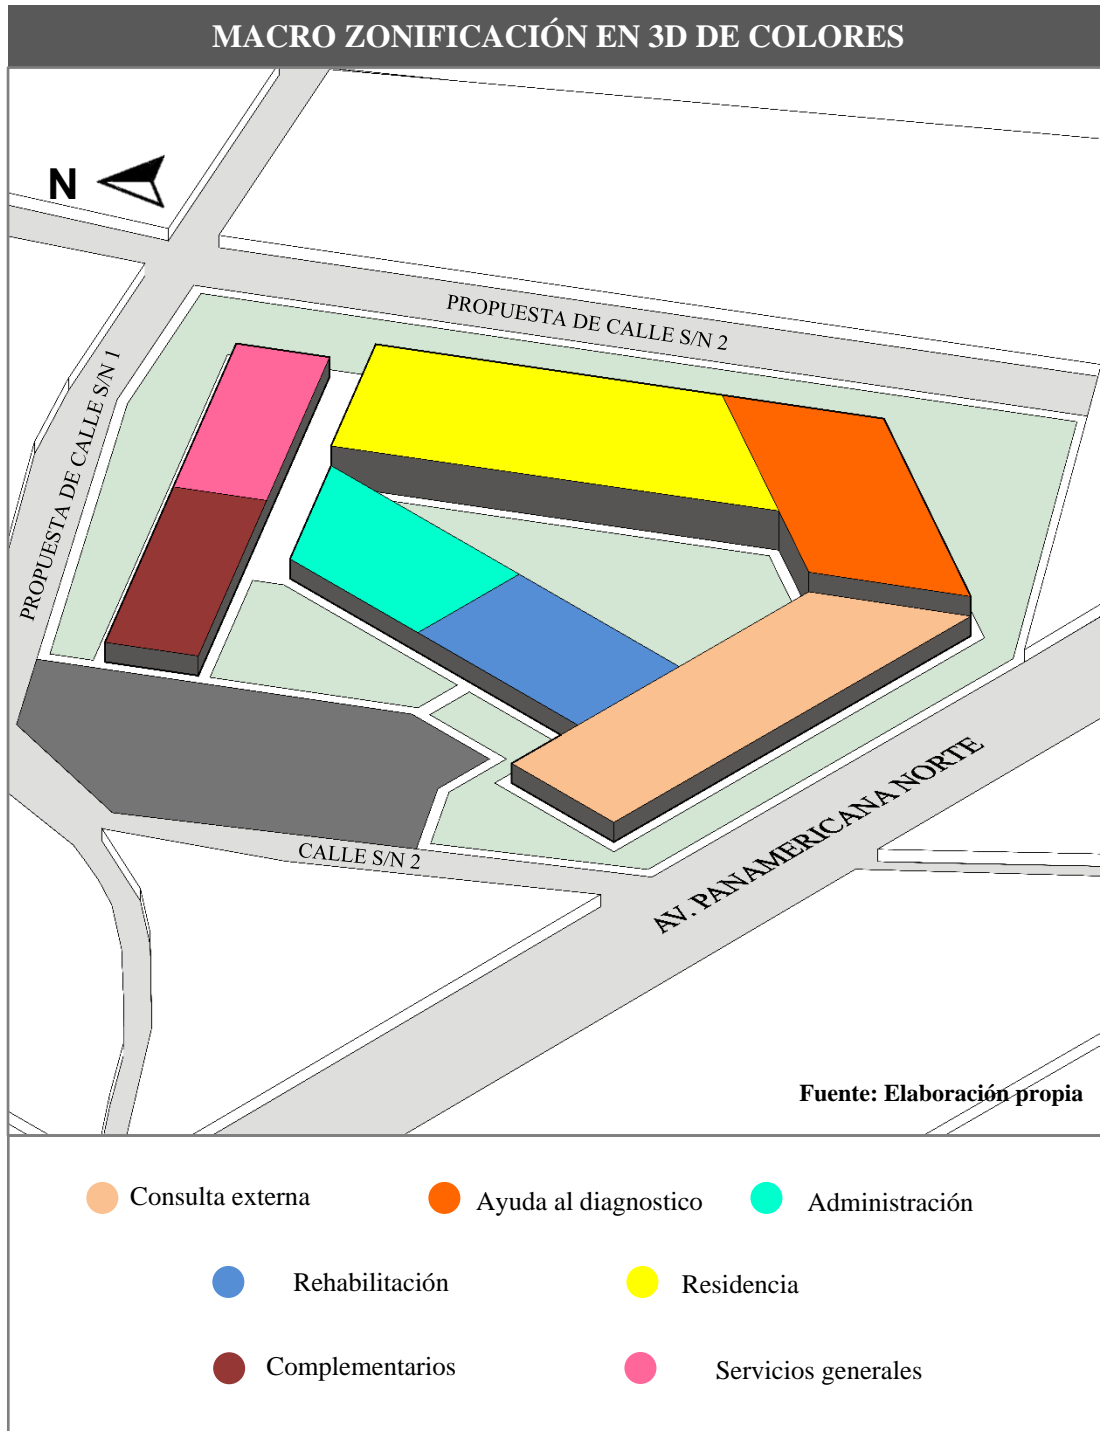 MACRO ZONIFICACIÓN EN 3D DE COLORES
N
PROPUESTA DE CALLE S/N 2
PROPUESTA DE CALLE S/N 1
AV. PANAMERICANA NORTE
CALLE S/N 2
Fuente: Elaboración propia
Consulta externa
Ayuda al diagnostico
Administración
Rehabilitación
Residencia
Complementarios
Servicios generales